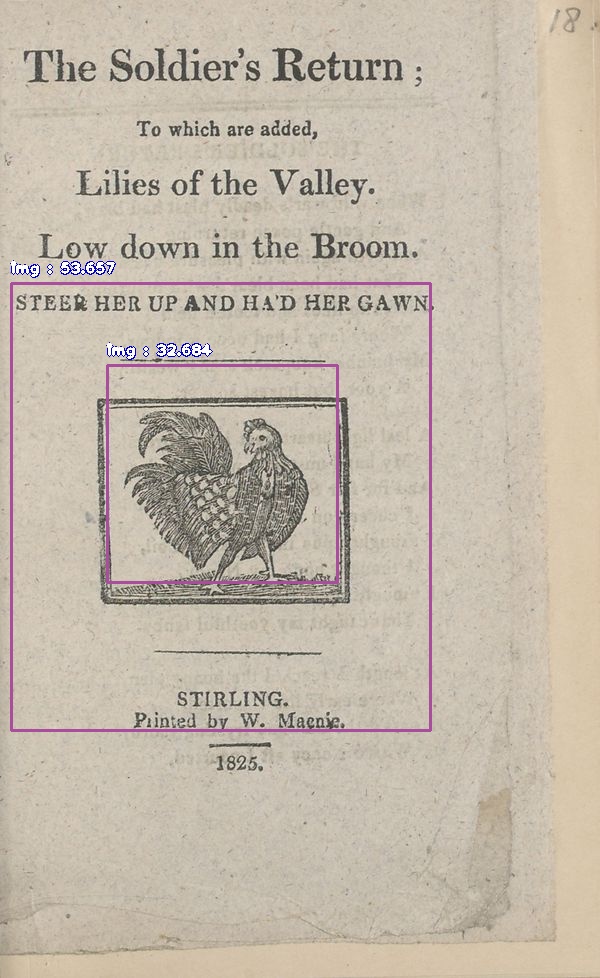 18.
The Soldier's Return ;
To which are added,
Lilies of the Valley.
Low down in the Broom.
img : 53.657
STEER HER UP AND HA'D HER GAWN.
img : 32.684
STIRLING.
Printed by W. Macnie.
1825.